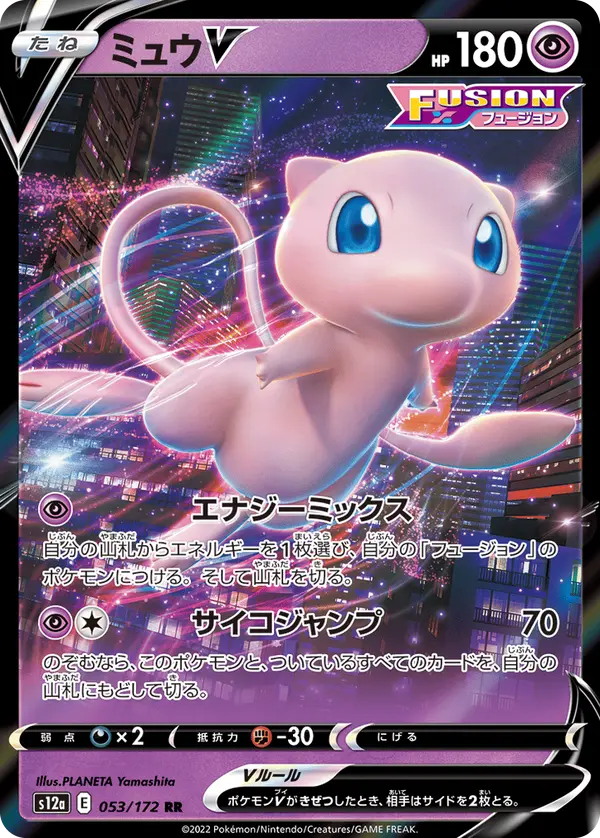 たね ミュウV HP 180
FUSION
フュージョン
エナジーミックス
自分の山札からエネルギーを1枚選び、自分の「フュージョン」の
ポケモンにつける。そして山札を切る。
サイコジャンプ 70
のぞむなら、このポケモンと、ついているすべてのカードを、自分の
山札にもどして切る。
弱点 ×2 抵抗力 -30 にげる
Illus.PLANETA Yamashita
Vルール
s12a E 053/172 RR
ポケモンVがきぜつしたとき、相手はサイドを2枚とる。
©2022 Pokémon/Nintendo/Creatures/GAME FREAK.